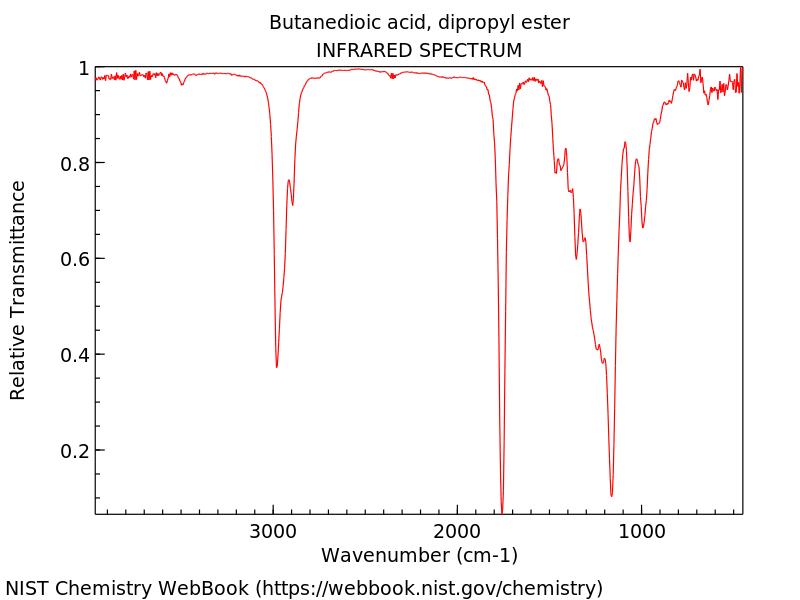 Butanedioic acid, dipropyl ester
INFRARED SPECTRUM
1
0.8
0.6
0.4
0.2
Relative Transmittance
3000 2000 1000
Wavenumber (cm-1)
NIST Chemistry WebBook (https://webbook.nist.gov/chemistry)